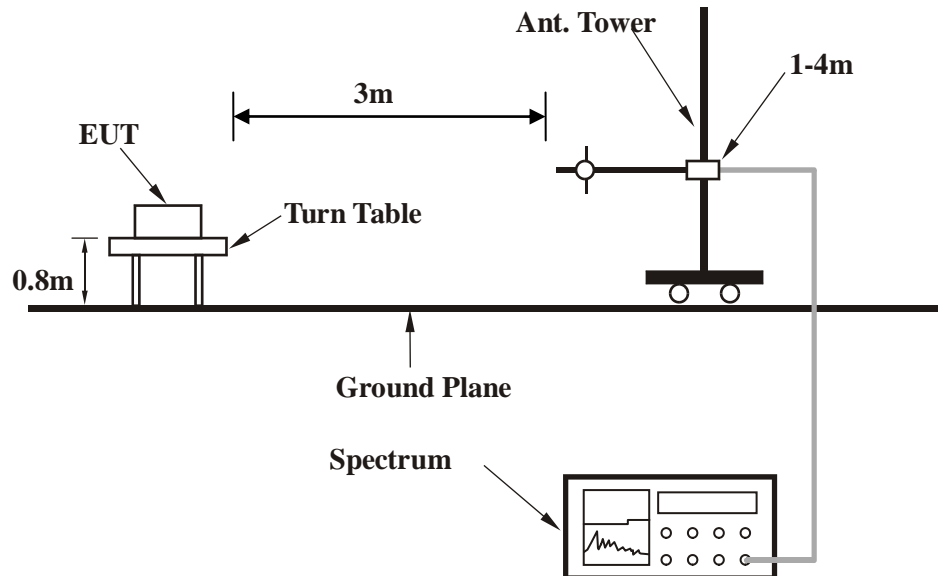 Ant. Tower
1-4m
3m
EUT
Turn Table
0.8m
Ground Plane
Spectrum